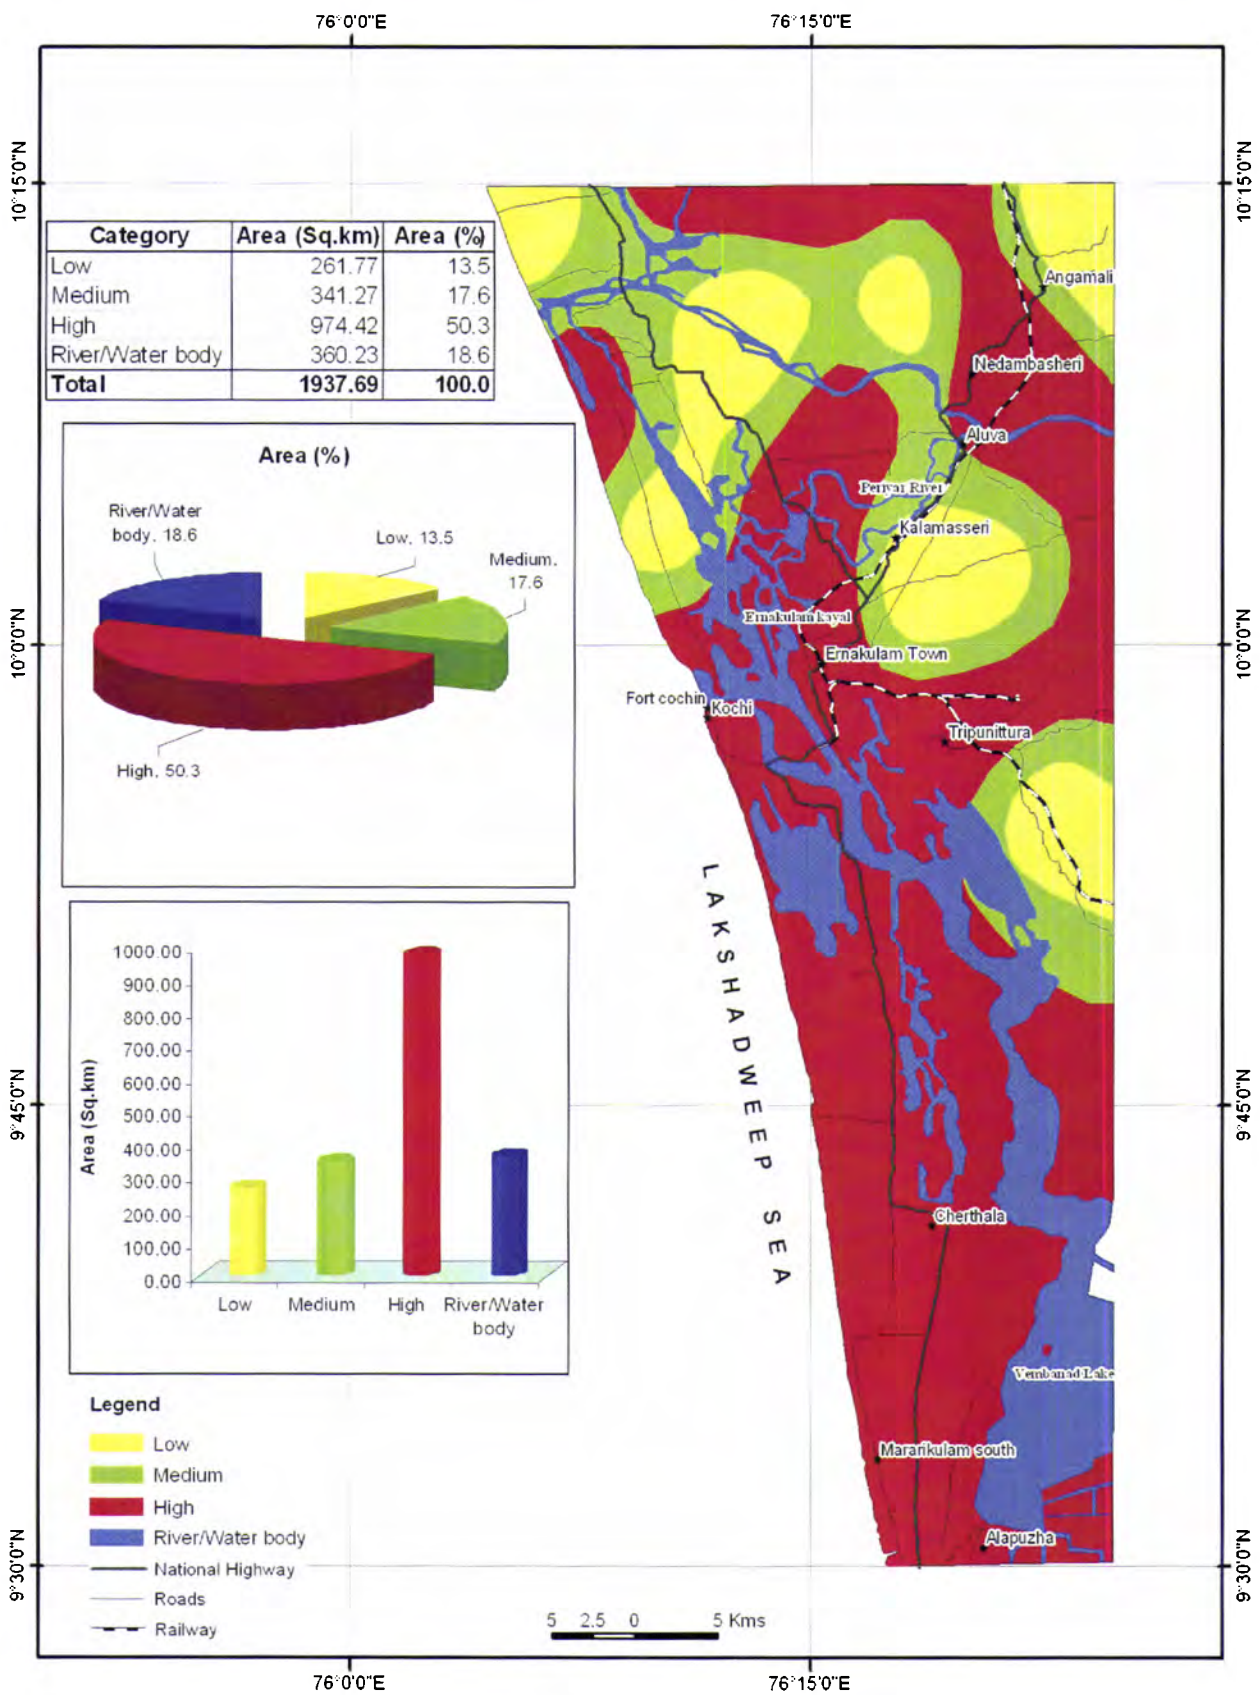 76°0'0"E 76°15'0"E
10°15'0"N 10°15'0"N
Category Area (Sq.km) Area (%)
Low 261.77 13.5
Medium 341.27 17.6
High 974.42 50.3
River/Water body 360.23 18.6
Total 1937.69 100.0
Area (%)
River/Water
body, 18.6
Low, 13.5
Medium,
17.6
High, 50.3
10°0'0"N 10°0'0"N
Angamali
Nedambasheri
Aluva
Periyar River
Kalamasseri
Ernakulam kayal
Ernakulam Town
Fort cochin
Kochi
Tripunittura
LAKSHADWEEP SEA
Area (Sq.km)
1000.00
900.00
800.00
700.00
600.00
500.00
400.00
300.00
200.00
100.00
0.00
Low Medium High River/Water
body
9°45'0"N 9°45'0"N
Cherthala
Vembanad Lake
Mararikulam south
Alapuzha
Legend
Low
Medium
High
River/Water body
National Highway
Roads
Railway
9°30'0"N 9°30'0"N
5 2.5 0 5 Kms
76°0'0"E 76°15'0"E